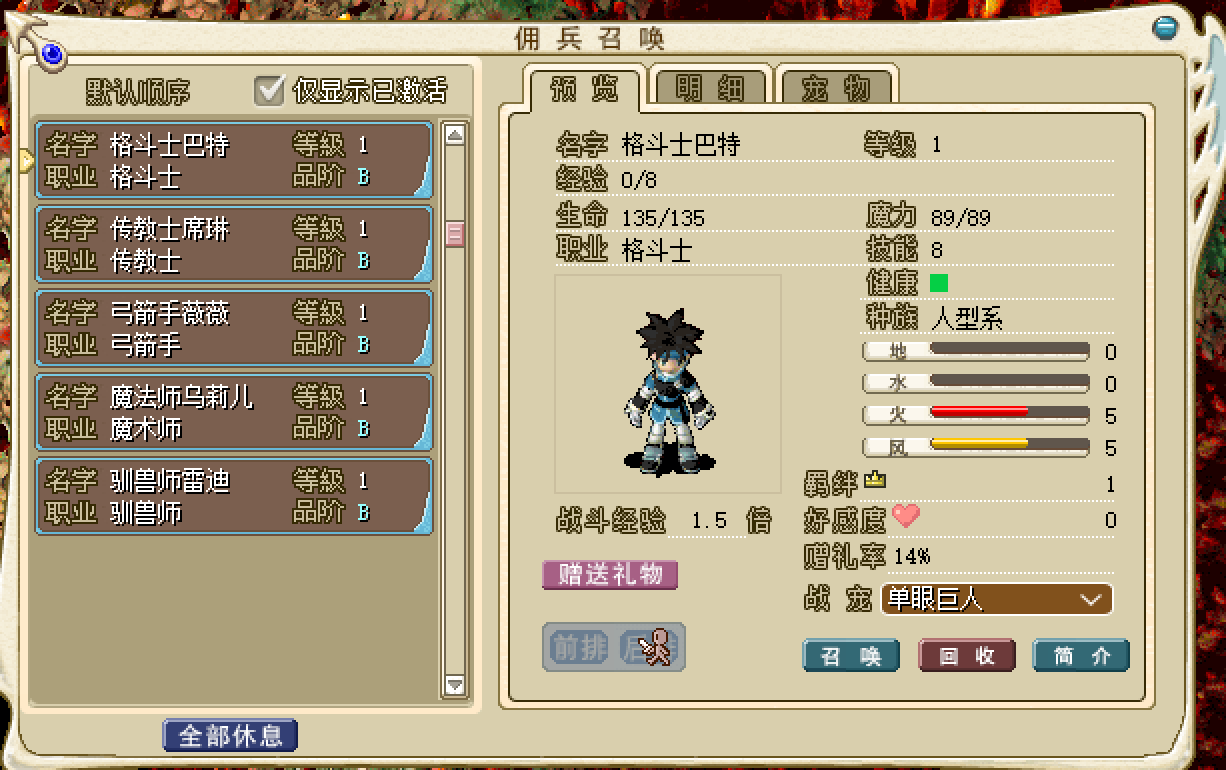 佣兵召唤
默认顺序 仅显示已激活
名字 格斗士巴特 等級 1
职业 格斗士 品阶 B
名字 传教士席琳 等級 1
职业 传教士 品阶 B
名字 弓箭手薇薇 等級 1
职业 弓箭手 品阶 B
名字 魔法师乌莉儿 等級 1
职业 魔术师 品阶 B
名字 驯兽师雷迪 等級 1
职业 驯兽师 品阶 B
全部休息
预览 明细 宠物
名字 格斗士巴特 等级 1
经验 0/8
生命 135/135 魔力 89/89
职业 格斗士 技能 8
健康
种族 人型系
地 0
水 0
火 5
风 5
羁绊 1
战斗经验 1.5 倍 好感度 0
赠送礼物 赠礼率 14%
战宠 单眼巨人
前排
召唤 回收 简介